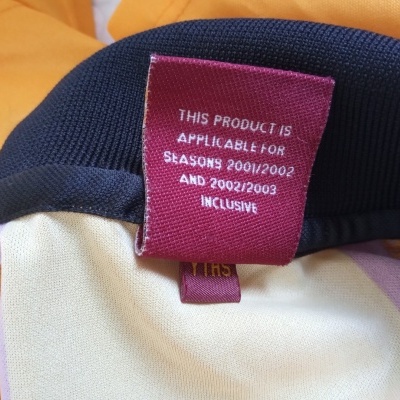 THIS PRODUCT IS
APPLICABLE FOR
SEASONS 2001/2002
AND 2002/2003
INCLUSIVE
YTHS